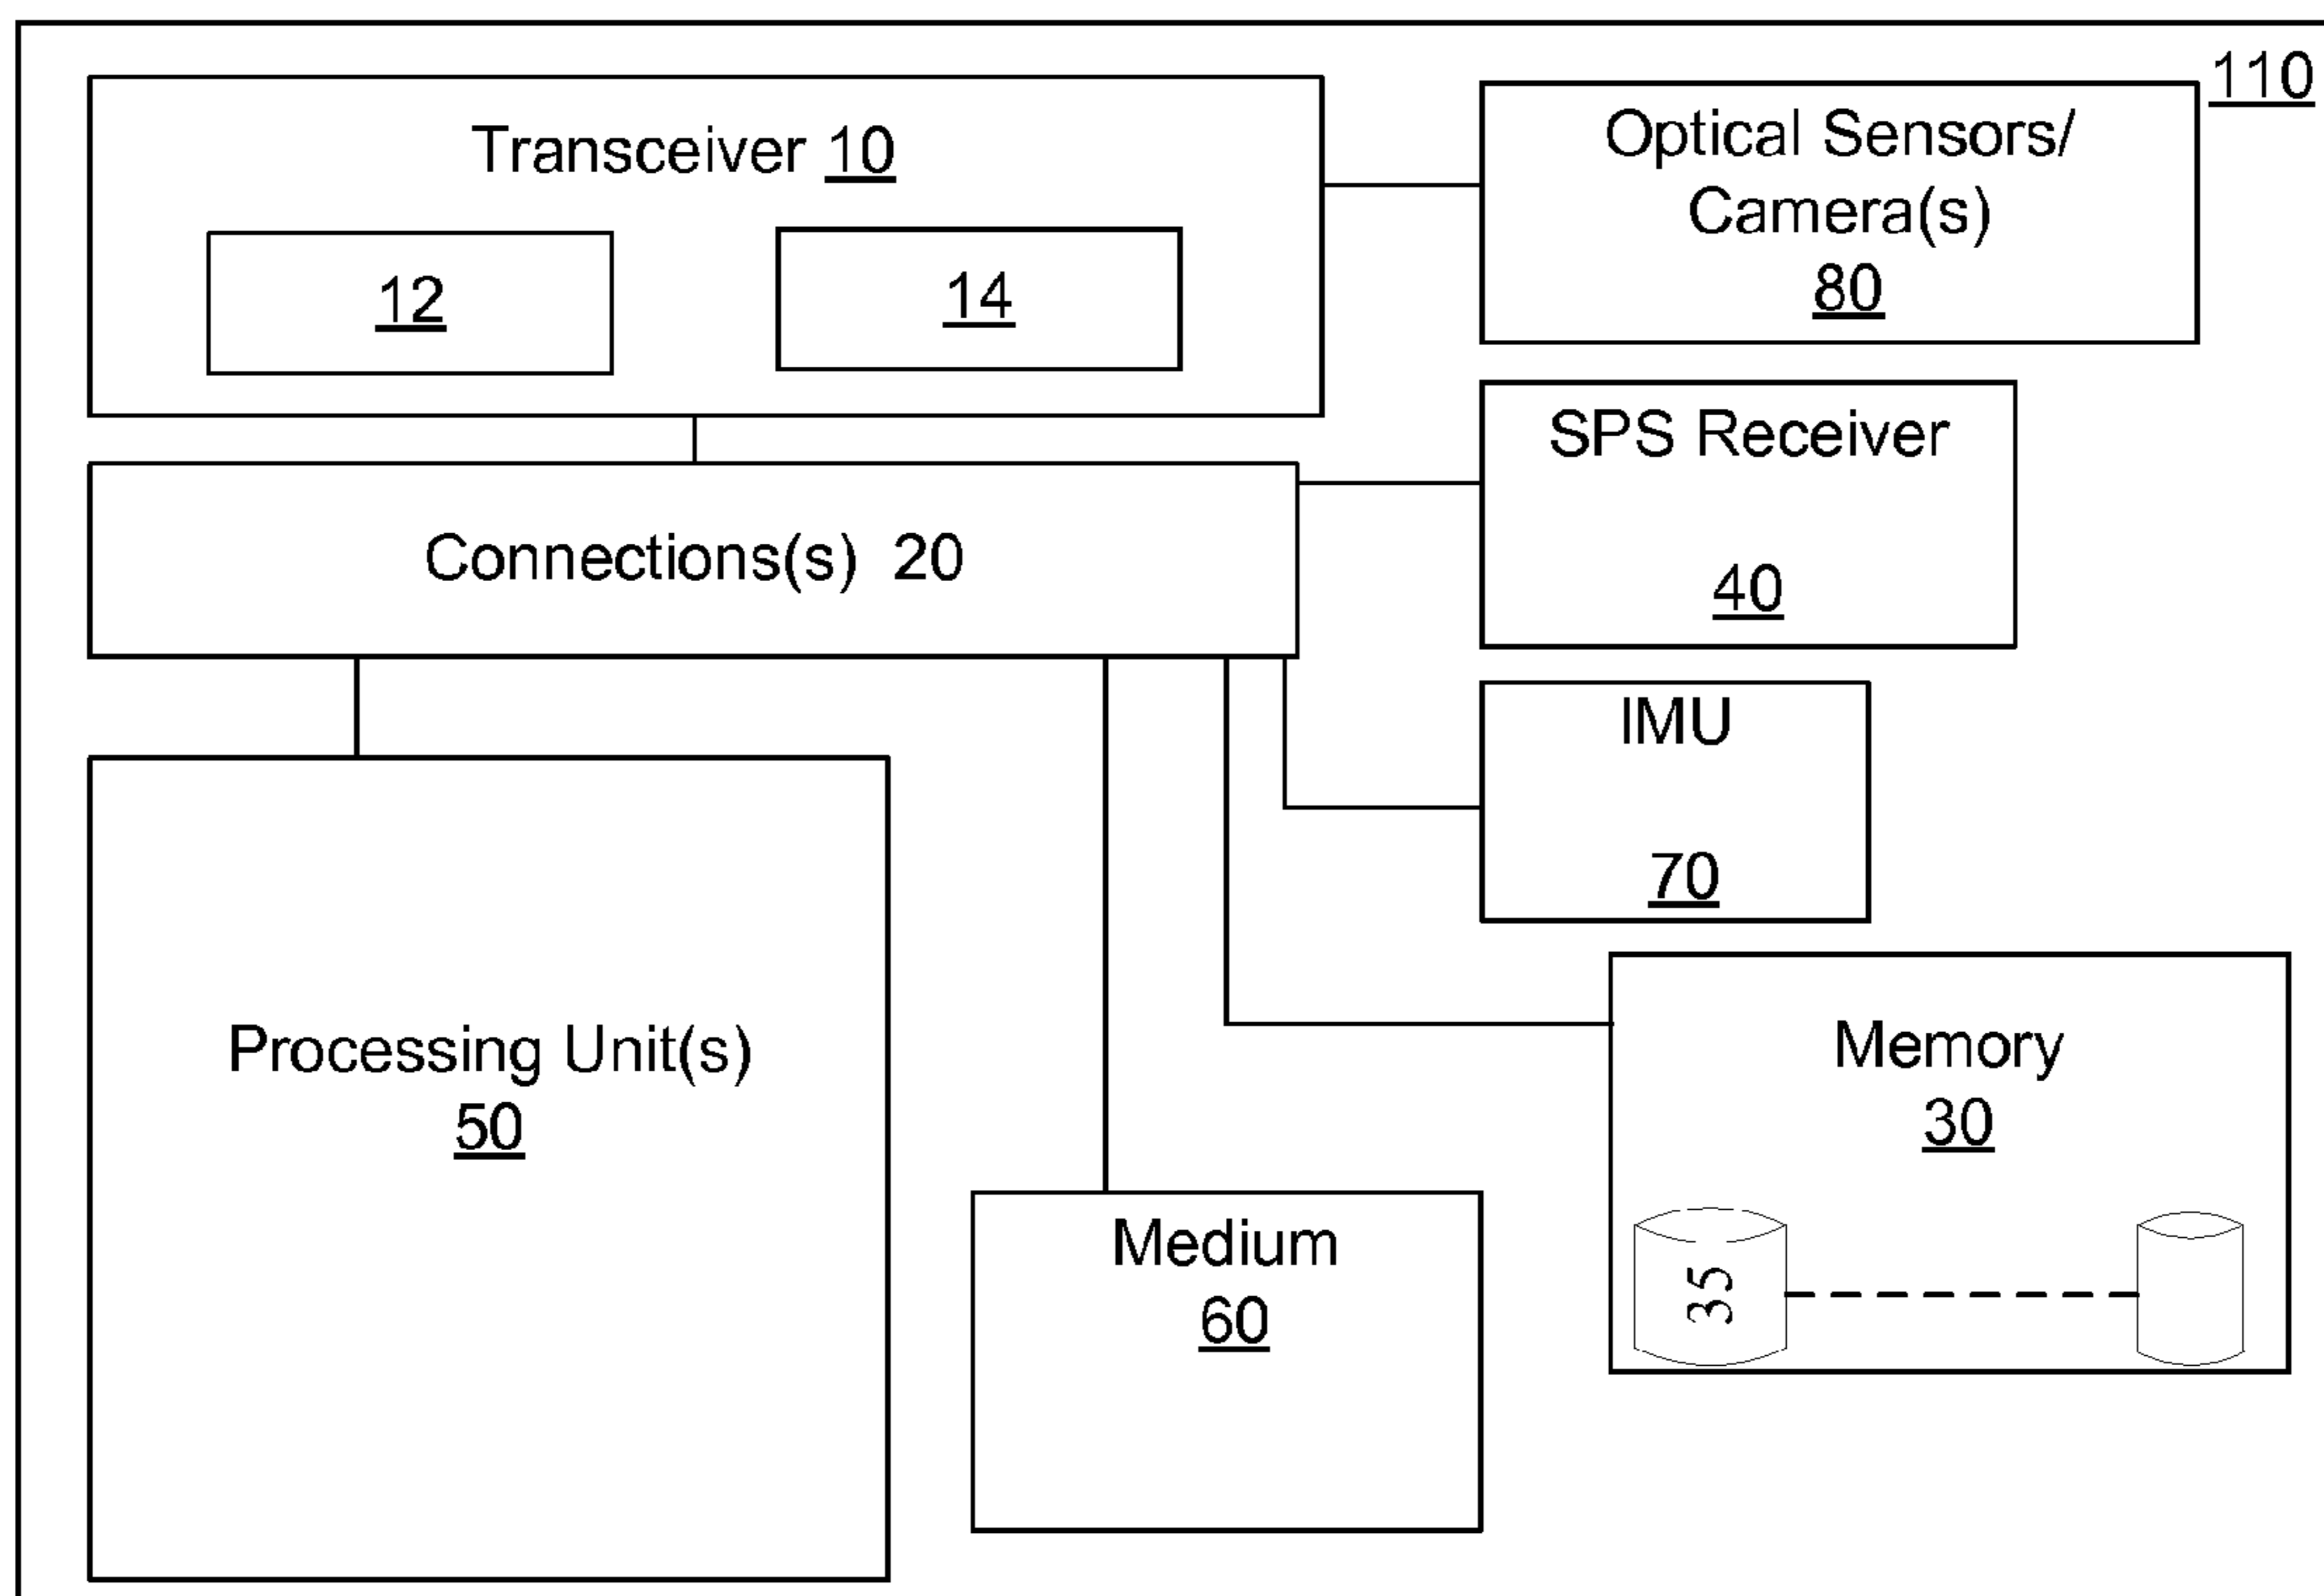 110
Transceiver 10
12
14
Optical Sensors/
Camera(s)
80
Connections(s) 20
SPS Receiver
40
IMU
70
Processing Unit(s)
50
Medium
60
Memory
30
35